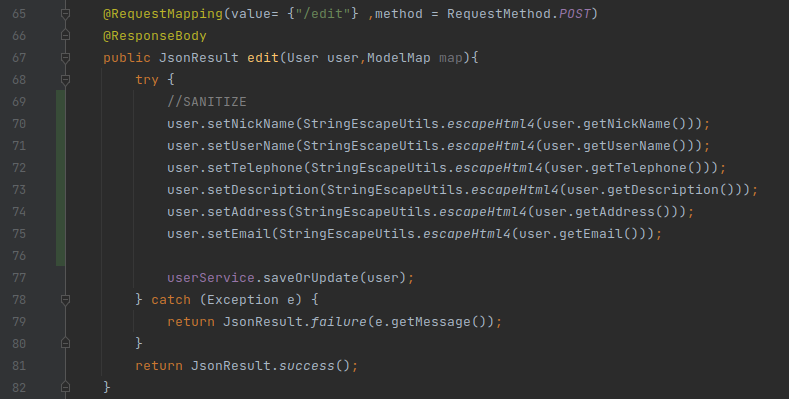 65 @RequestMapping(value= {"/edit"} ,method = RequestMethod.POST)
66 @ResponseBody
67 public JsonResult edit(User user,ModelMap map){
68 try {
69 //SANITIZE
70 user.setNickName(StringEscapeUtils.escapeHtml4(user.getNickName()));
71 user.setUserName(StringEscapeUtils.escapeHtml4(user.getUserName()));
72 user.setTelephone(StringEscapeUtils.escapeHtml4(user.getTelephone()));
73 user.setDescription(StringEscapeUtils.escapeHtml4(user.getDescription()));
74 user.setAddress(StringEscapeUtils.escapeHtml4(user.getAddress()));
75 user.setEmail(StringEscapeUtils.escapeHtml4(user.getEmail()));
76
77 userService.saveOrUpdate(user);
78 } catch (Exception e) {
79 return JsonResult.failure(e.getMessage());
80 }
81 return JsonResult.success();
82 }